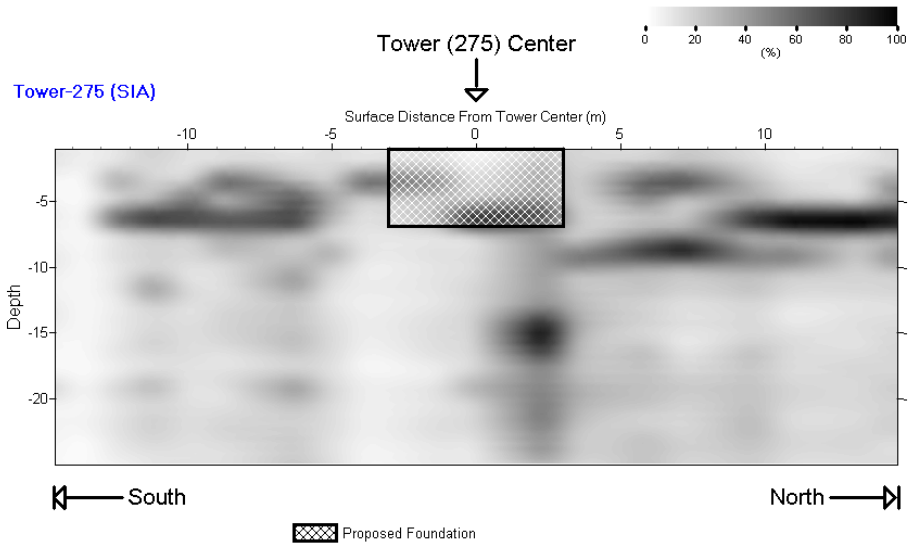 0 20 40 60 80 100
(%)
Tower (275) Center
Tower-275 (SIA)
Surface Distance From Tower Center (m)
-10 -5 0 5 10
-5
-10
-15
-20
Depth
South
North
Proposed Foundation